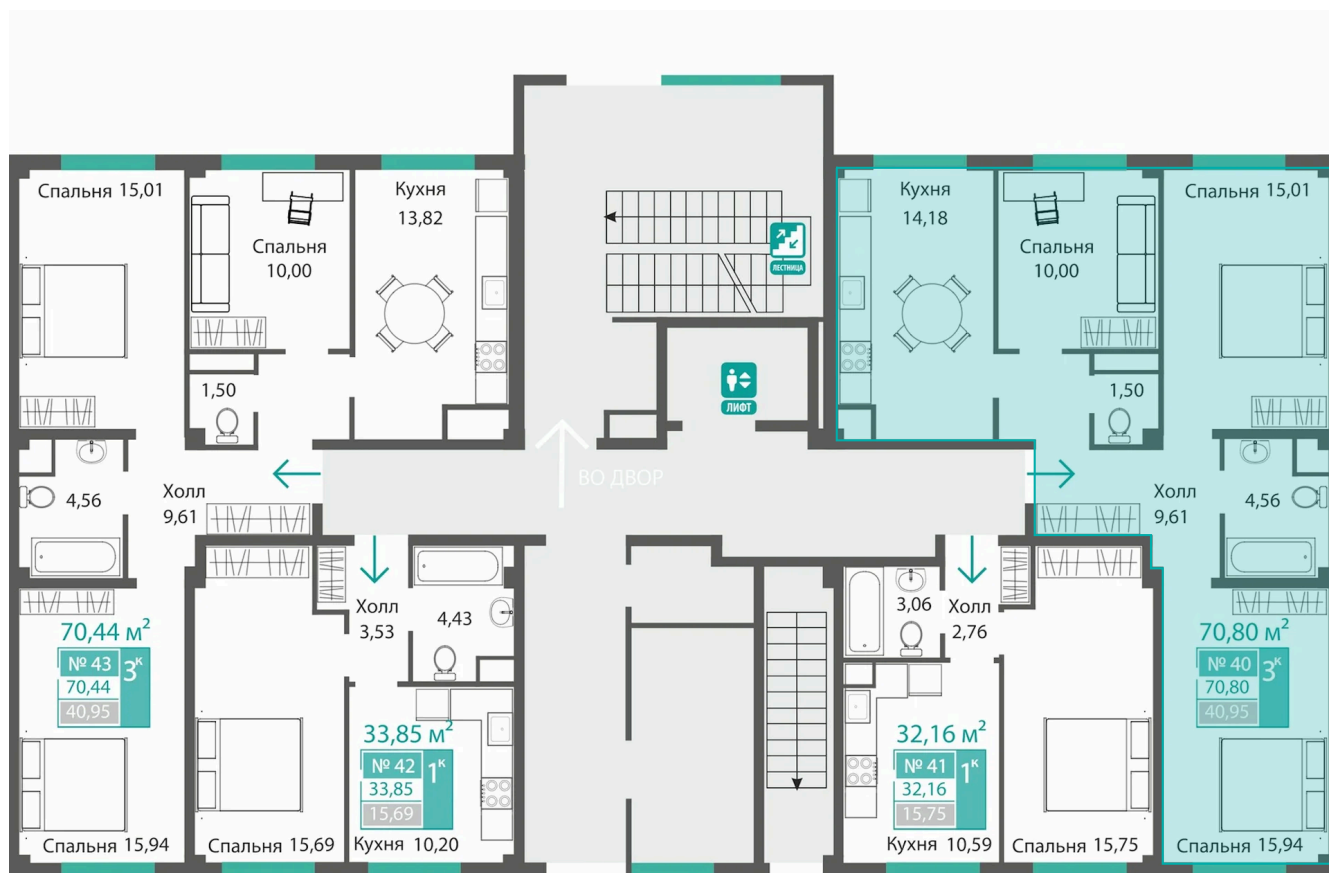 Спальня 15,01
Спальня
10,00
Кухня
13,82
1,50
4,56
Холл
9,61
70,44 м²
№ 43
70,44
40,95
3к
Спальня 15,94
Холл
3,53
4,43
33,85 м²
№ 42
33,85
15,69
1к
Спальня 15,69
Кухня 10,20
ЛЕСТНИЦА
ЛИФТ
ВО ДВОР
Кухня
14,18
Спальня
10,00
Спальня 15,01
1,50
Холл
9,61
4,56
3,06
Холл
2,76
32,16 м²
№ 41
32,16
15,75
1к
Кухня 10,59
Спальня 15,75
70,80 м²
№ 40
70,80
40,95
3к
Спальня 15,94